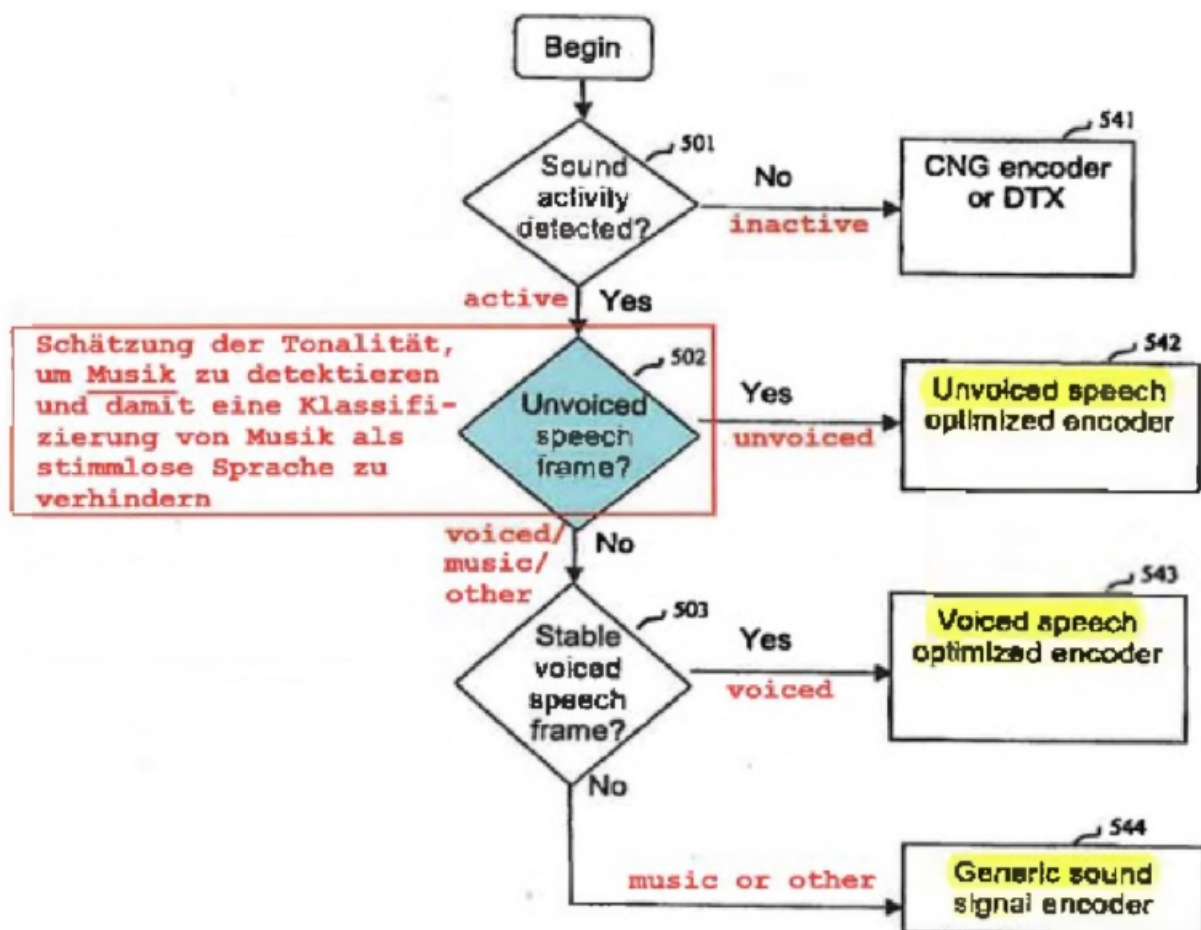 Begin
501
Sound
activity
detected?
No
inactive
541
CNG encoder
or DTX
active
Yes
Schätzung der Tonalität,
um Musik zu detektieren
und damit eine Klassifi-
zierung von Musik als
stimmlose Sprache zu
verhindern
502
Unvoiced
speech
frame?
Yes
unvoiced
542
Unvoiced speech
optimized encoder
voiced/
music/
other
No
503
Stable
voiced
speech
frame?
Yes
voiced
543
Voiced speech
optimized encoder
No
music or other
544
Generic sound
signal encoder